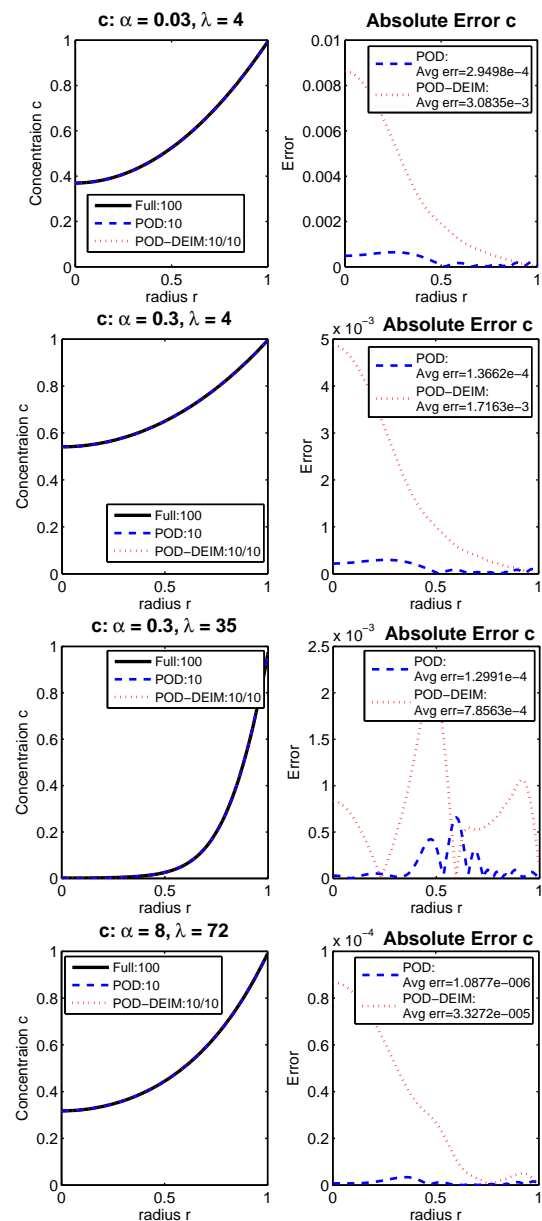 c: α = 0.03, λ = 4
1
0.8
0.6
0.4
0.2
0
Concentraion c
Full:100
POD:10
POD−DEIM:10/10
0 0.5 1
radius r
Absolute Error c
0.01
0.008
0.006
0.004
0.002
0
Error
POD:
Avg err=2.9498e−4
POD−DEIM:
Avg err=3.0835e−3
0 0.5 1
radius r
c: α = 0.3, λ = 4
1
0.8
0.6
0.4
0.2
0
Concentraion c
Full:100
POD:10
POD−DEIM:10/10
0 0.5 1
radius r
x 10−3
Absolute Error c
5
4
3
2
1
0
Error
POD:
Avg err=1.3662e−4
POD−DEIM:
Avg err=1.7163e−3
0 0.5 1
radius r
c: α = 0.3, λ = 35
1
0.8
0.6
0.4
0.2
0
Concentraion c
Full:100
POD:10
POD−DEIM:10/10
0 0.5 1
radius r
x 10−3
Absolute Error c
2.5
2
1.5
1
0.5
0
Error
POD:
Avg err=1.2991e−4
POD−DEIM:
Avg err=7.8563e−4
0 0.5 1
radius r
c: α = 8, λ = 72
1
0.8
0.6
0.4
0.2
0
Concentraion c
Full:100
POD:10
POD−DEIM:10/10
0 0.5 1
radius r
x 10−4
Absolute Error c
1
0.8
0.6
0.4
0.2
0
Error
POD:
Avg err=1.0877e−006
POD−DEIM:
Avg err=3.3272e−005
0 0.5 1
radius r